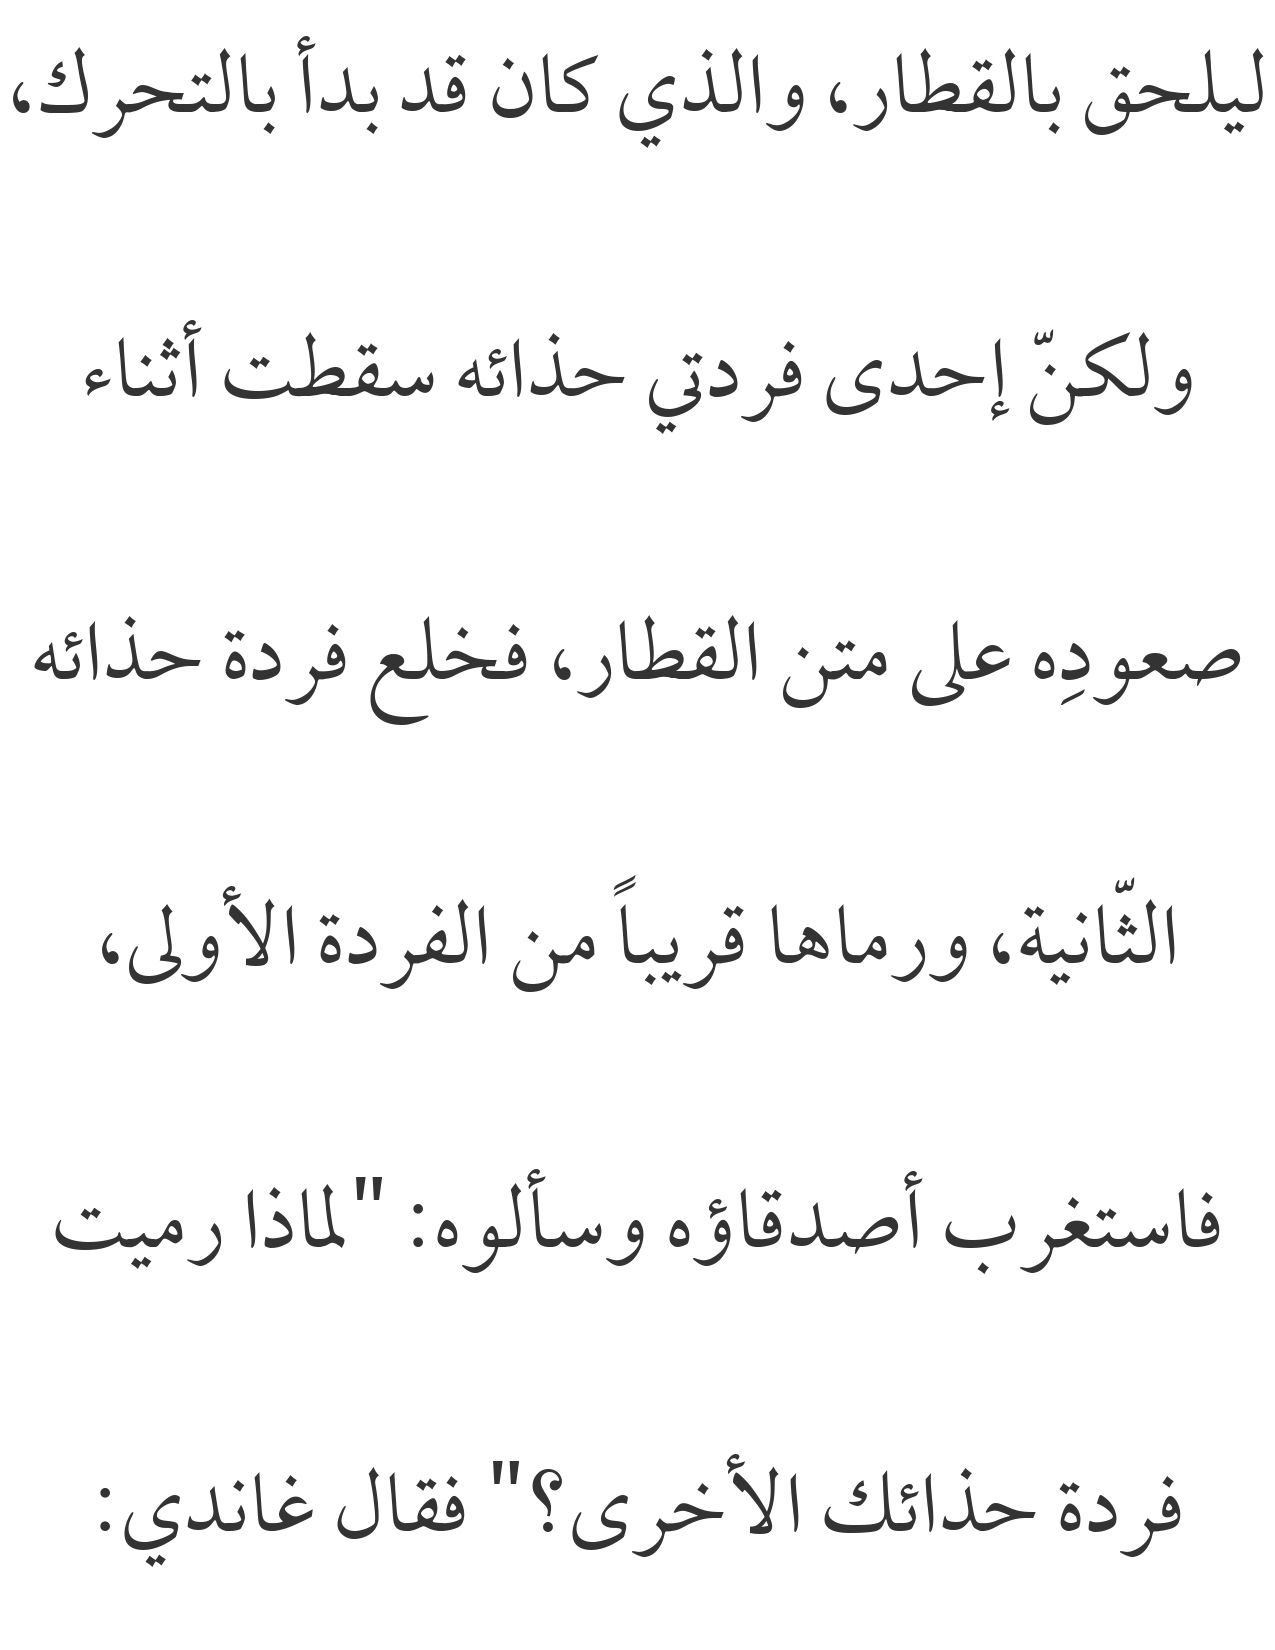 ليلحق بالقطار، والذي كان قد بدأ بالتحرك،
ولكنّ إحدى فردتي حذائه سقطت أثناء
صعودِه على متن القطار، فخلع فردة حذائه
الثّانية، ورماها قريباً من الفردة الأولى،
فاستغرب أصدقاؤه وسألوه: "لماذا رميت
فردة حذائك الأخرى؟" فقال غاندي: